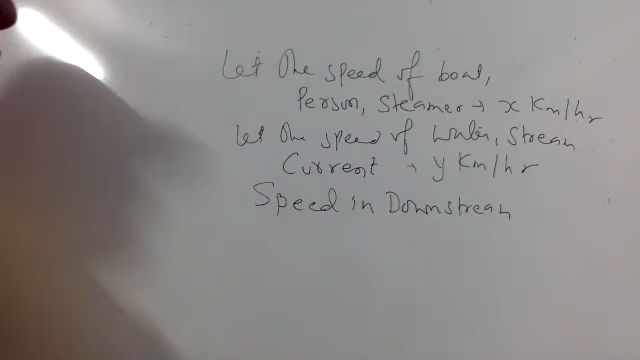 Let the speed of boat,
Person, Steamer → x Km/hr
Let the speed of water, Stream
Current → y Km/hr
Speed in Downstream